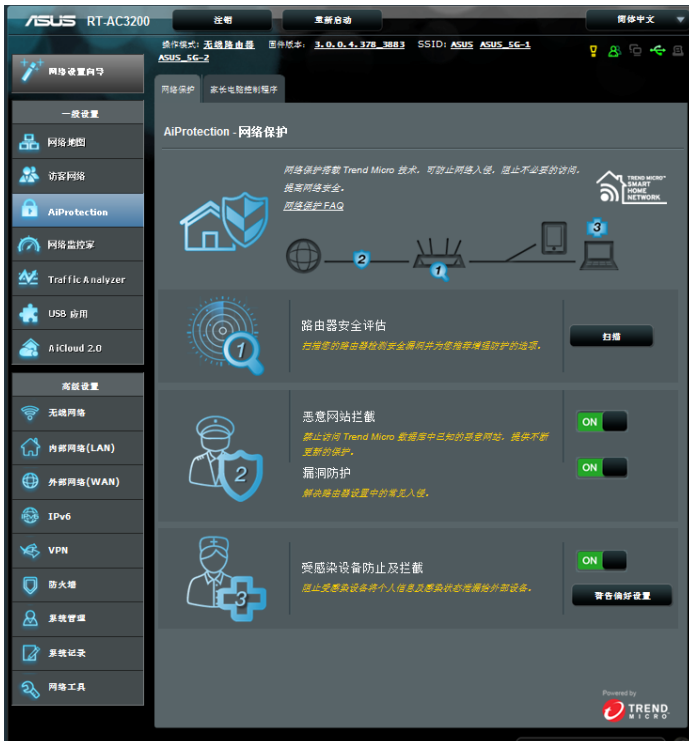 ASUS RT-AC3200 注销 重新启动 简体中文
操作模式: 无线路由器 固件版本: 3.0.0.4.378_3883 SSID: ASUS ASUS_5G-1
ASUS_5G-2
网络设置向导
网络保护 家长电脑控制程序
一般设置
网络地图
访客网络
AiProtection
网络监控家
Traffic Analyzer
USB 应用
AiCloud 2.0
高级设置
无线网络
内部网络(LAN)
外部网络(WAN)
IPv6
VPN
防火墙
系统管理
系统记录
网络工具
AiProtection - 网络保护
网络保护搭载 Trend Micro 技术，可防止网络入侵，阻止不必要的访问，
提高网络安全。
网络保护 FAQ
TREND MICRO™
SMART
HOME
NETWORK
3
2
1
1
路由器安全评估
扫描您的路由器检测安全漏洞并为您推荐增强防护的选项。
扫描
2
恶意网站拦截
禁止访问 Trend Micro 数据库中已知的恶意网站，提供不断
更新的保护。
ON
漏洞防护
解决路由器设置中的常见入侵。
ON
3
受感染设备防止及拦截
阻止受感染设备将个人信息及感染状态泄漏给外部设备。
ON
警告偏好设置
Powered by
TREND
MICRO